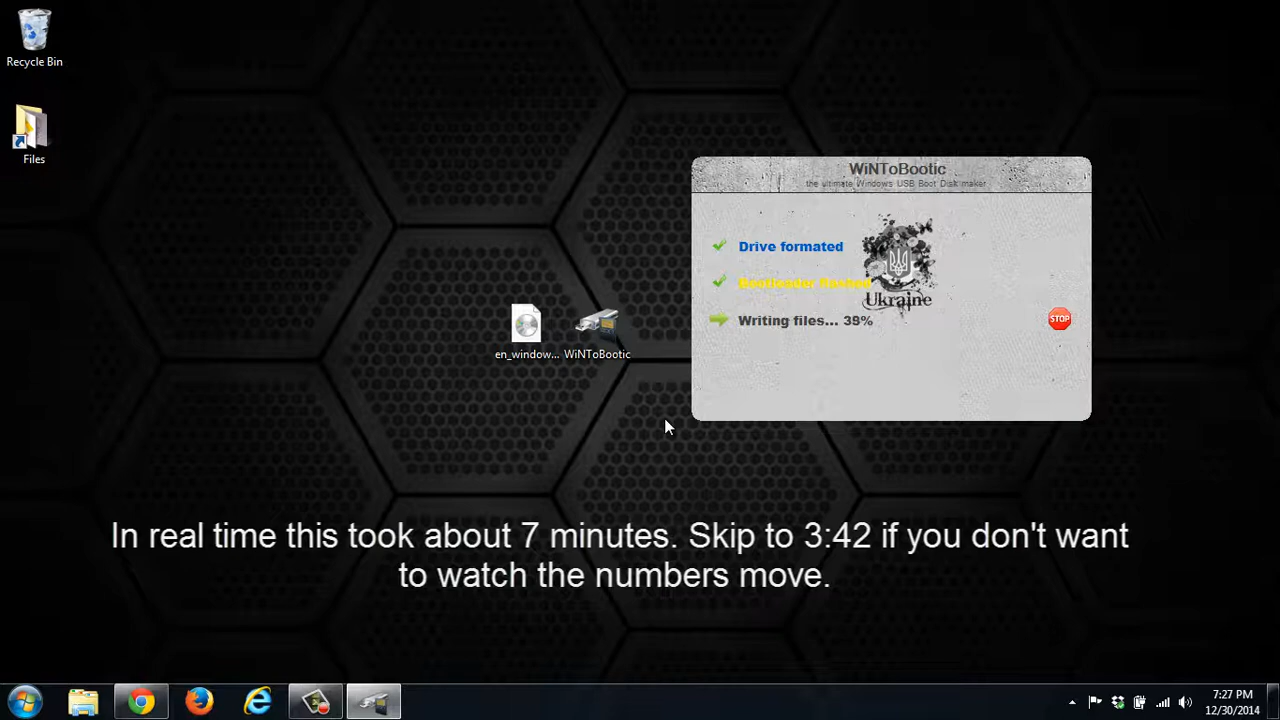 Recycle Bin
Files
WiNToBootic
the ultimate Windows USB Boot Disk maker
Drive formated
Bootloader flashed
Ukraine
Writing files... 38%
STOP
en_window...
WiNToBootic
In real time this took about 7 minutes. Skip to 3:42 if you don't want
to watch the numbers move.
7:27 PM
12/30/2014